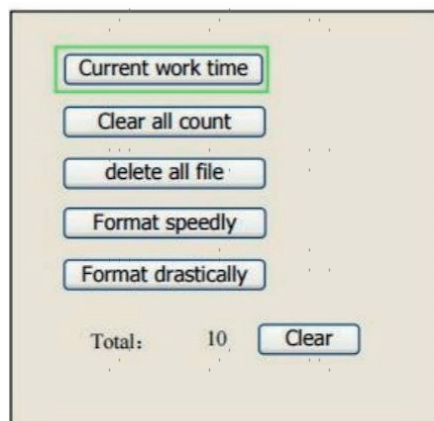 Current work time
Clear all count
delete all file
Format speedly
Format drastically
Total: 10 Clear